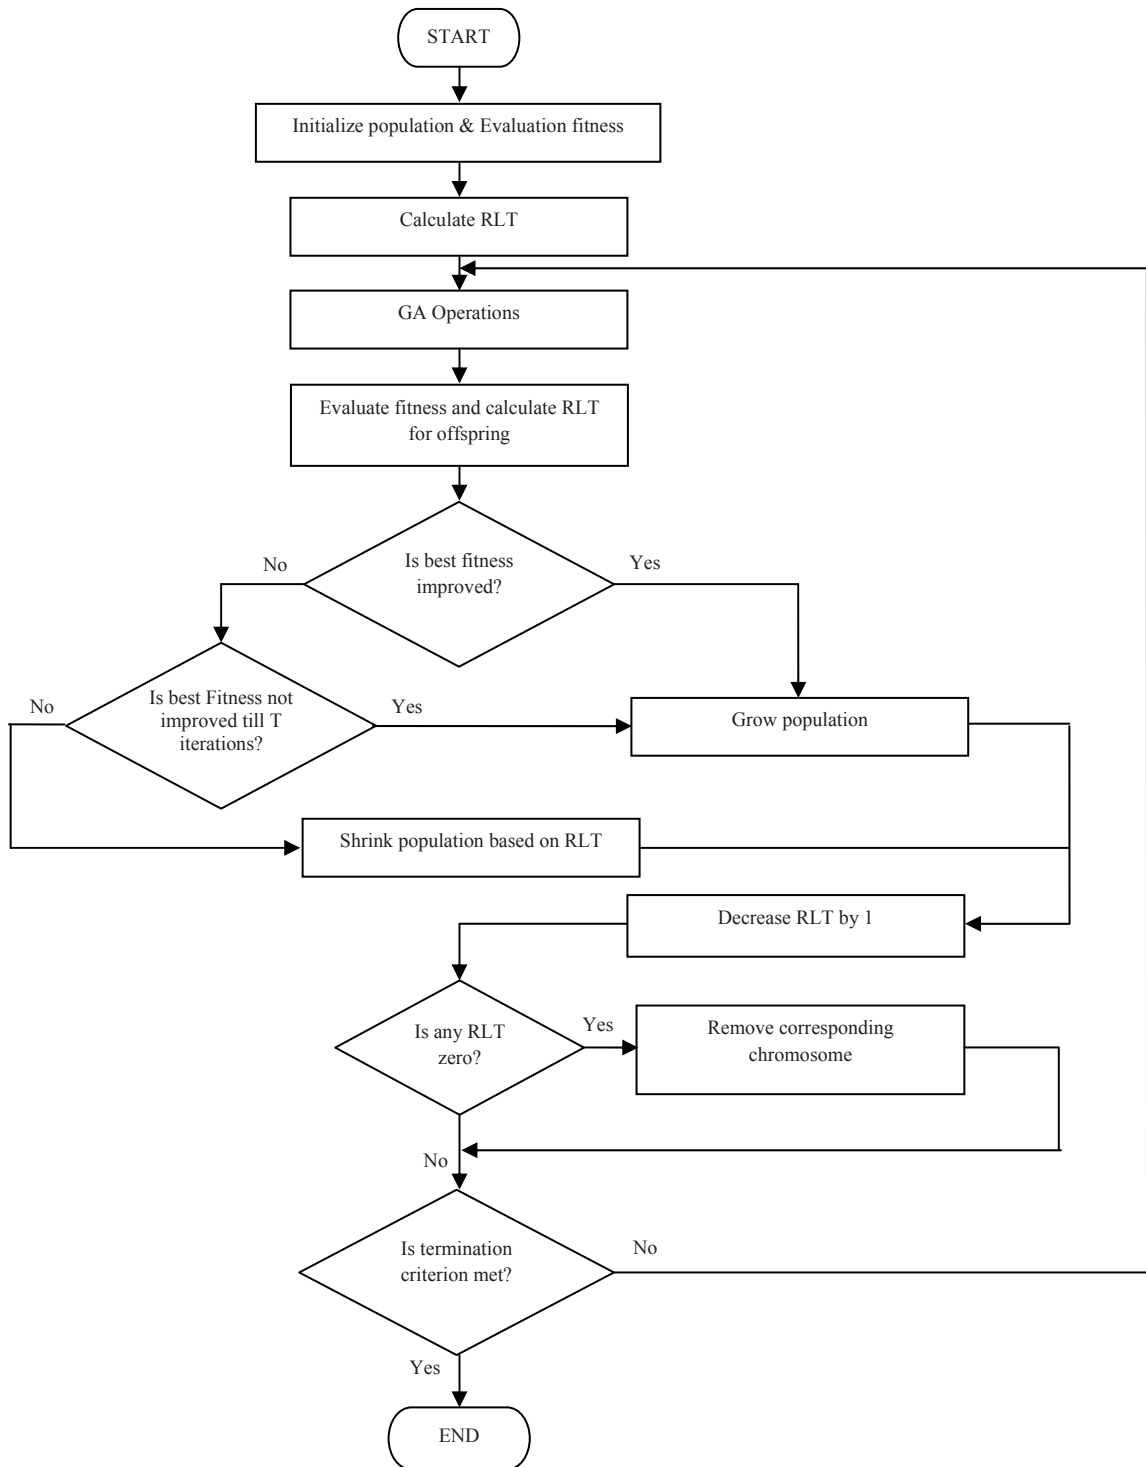 START
Initialize population & Evaluation fitness
Calculate RLT
GA Operations
Evaluate fitness and calculate RLT
for offspring
Is best fitness
improved?
No
Yes
Is best Fitness not
improved till T
iterations?
No
Yes
Grow population
Shrink population based on RLT
Decrease RLT by 1
Is any RLT
zero?
Yes
Remove corresponding
chromosome
No
Is termination
criterion met?
No
Yes
END